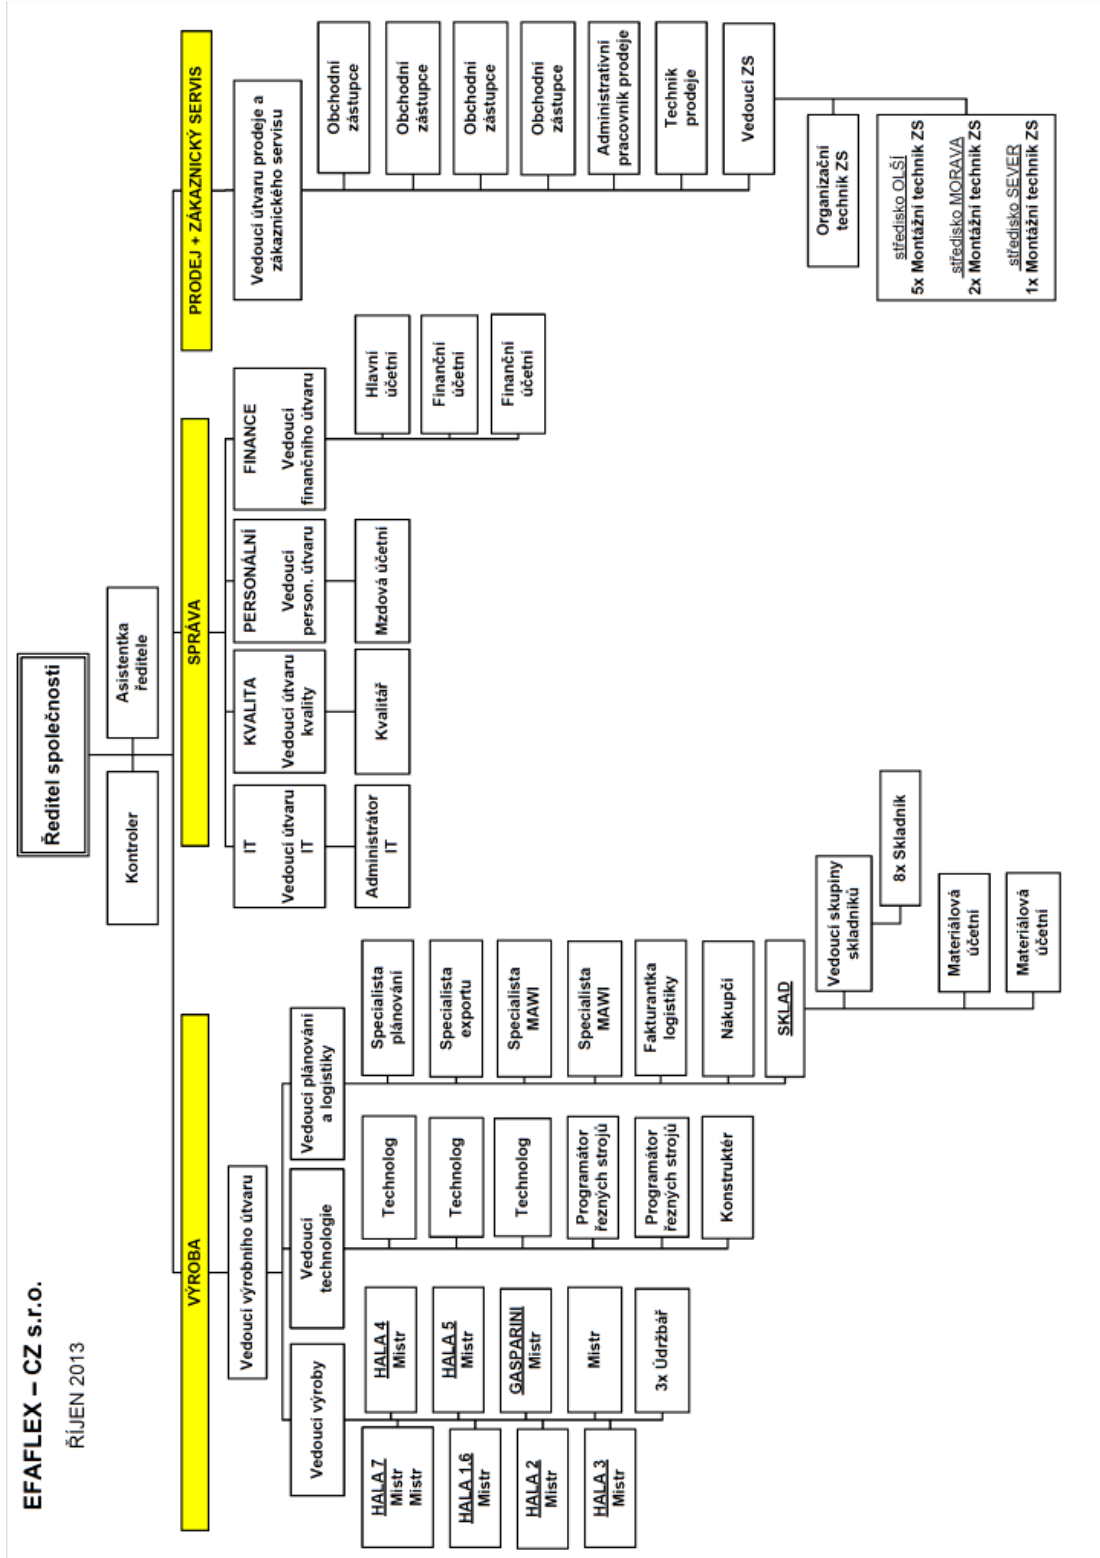 EFAFLEX – CZ s.r.o.
ŘÍJEN 2013
Ředitel společnosti
Kontroler
Asistentka
ředitele
VÝROBA
SPRÁVA
PRODEJ + ZÁKAZNICKÝ SERVIS
Vedoucí výrobního útvaru
Vedoucí výroby
HALA 7
Mistr
Mistr
HALA 4
Mistr
HALA 1.6
Mistr
HALA 5
Mistr
HALA 2
Mistr
GASPARINI
Mistr
HALA 3
Mistr
Mistr
3x Údržbář
Vedoucí
technologie
Technolog
Technolog
Technolog
Programátor
řezných strojů
Programátor
řezných strojů
Konstruktér
Vedoucí plánování
a logistiky
Specialista
plánování
Specialista
exportu
Specialista
MAWI
Specialista
MAWI
Fakturantka
logistiky
Nákupčí
SKLAD
Vedoucí skupiny
skladníků
8x Skladník
Materiálová
účetní
Materiálová
účetní
IT
Vedoucí útvaru
IT
Administrátor
IT
KVALITA
Vedoucí útvaru
kvality
Kvalitář
PERSONÁLNÍ
Vedoucí
person. útvaru
Mzdová účetní
FINANCE
Vedoucí
finančního útvaru
Hlavní
účetní
Finanční
účetní
Finanční
účetní
Vedoucí útvaru prodeje a
zákaznického servisu
Obchodní
zástupce
Obchodní
zástupce
Obchodní
zástupce
Obchodní
zástupce
Administrativní
pracovník prodeje
Technik
prodeje
Vedoucí ZS
Organizační
technik ZS
středisko OLŠÍ
5x Montážní technik ZS
středisko MORAVA
2x Montážní technik ZS
středisko SEVER
1x Montážní technik ZS